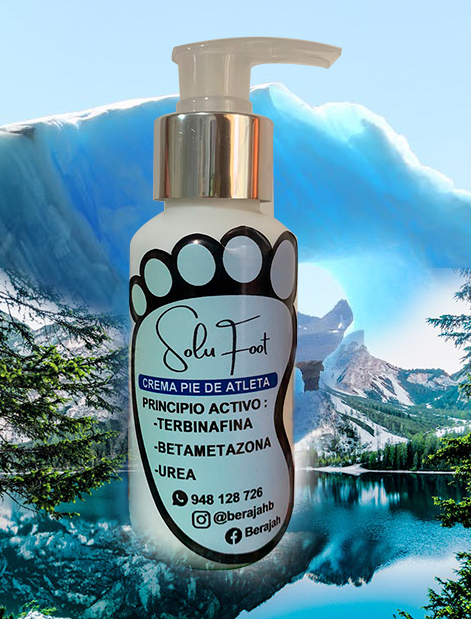 Solu Foot
CREMA PIE DE ATLETA
PRINCIPIO ACTIVO :
-TERBINAFINA
-BETAMETAZONA
-UREA
948 128 726
@berajahb
Berajah